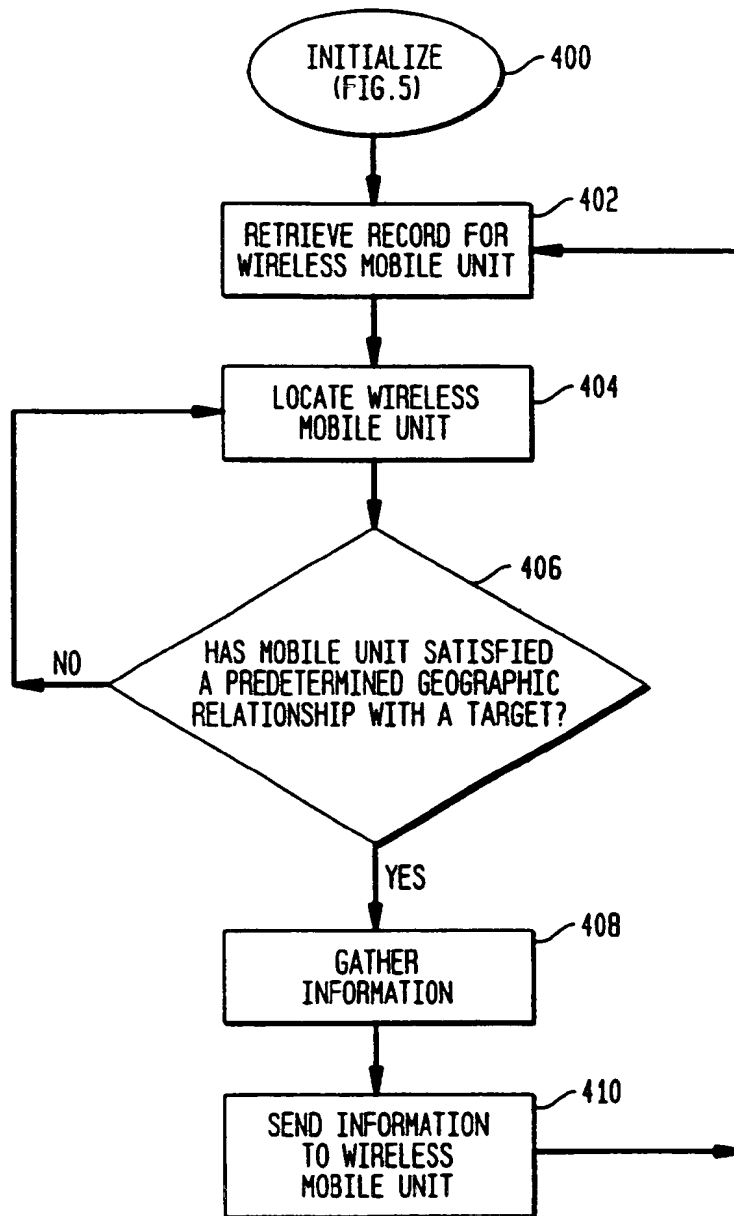 INITIALIZE
(FIG.5)
400
402
RETRIEVE RECORD FOR
WIRELESS MOBILE UNIT
404
LOCATE WIRELESS
MOBILE UNIT
406
HAS MOBILE UNIT SATISFIED
A PREDETERMINED GEOGRAPHIC
RELATIONSHIP WITH A TARGET?
NO
YES
408
GATHER
INFORMATION
410
SEND INFORMATION
TO WIRELESS
MOBILE UNIT